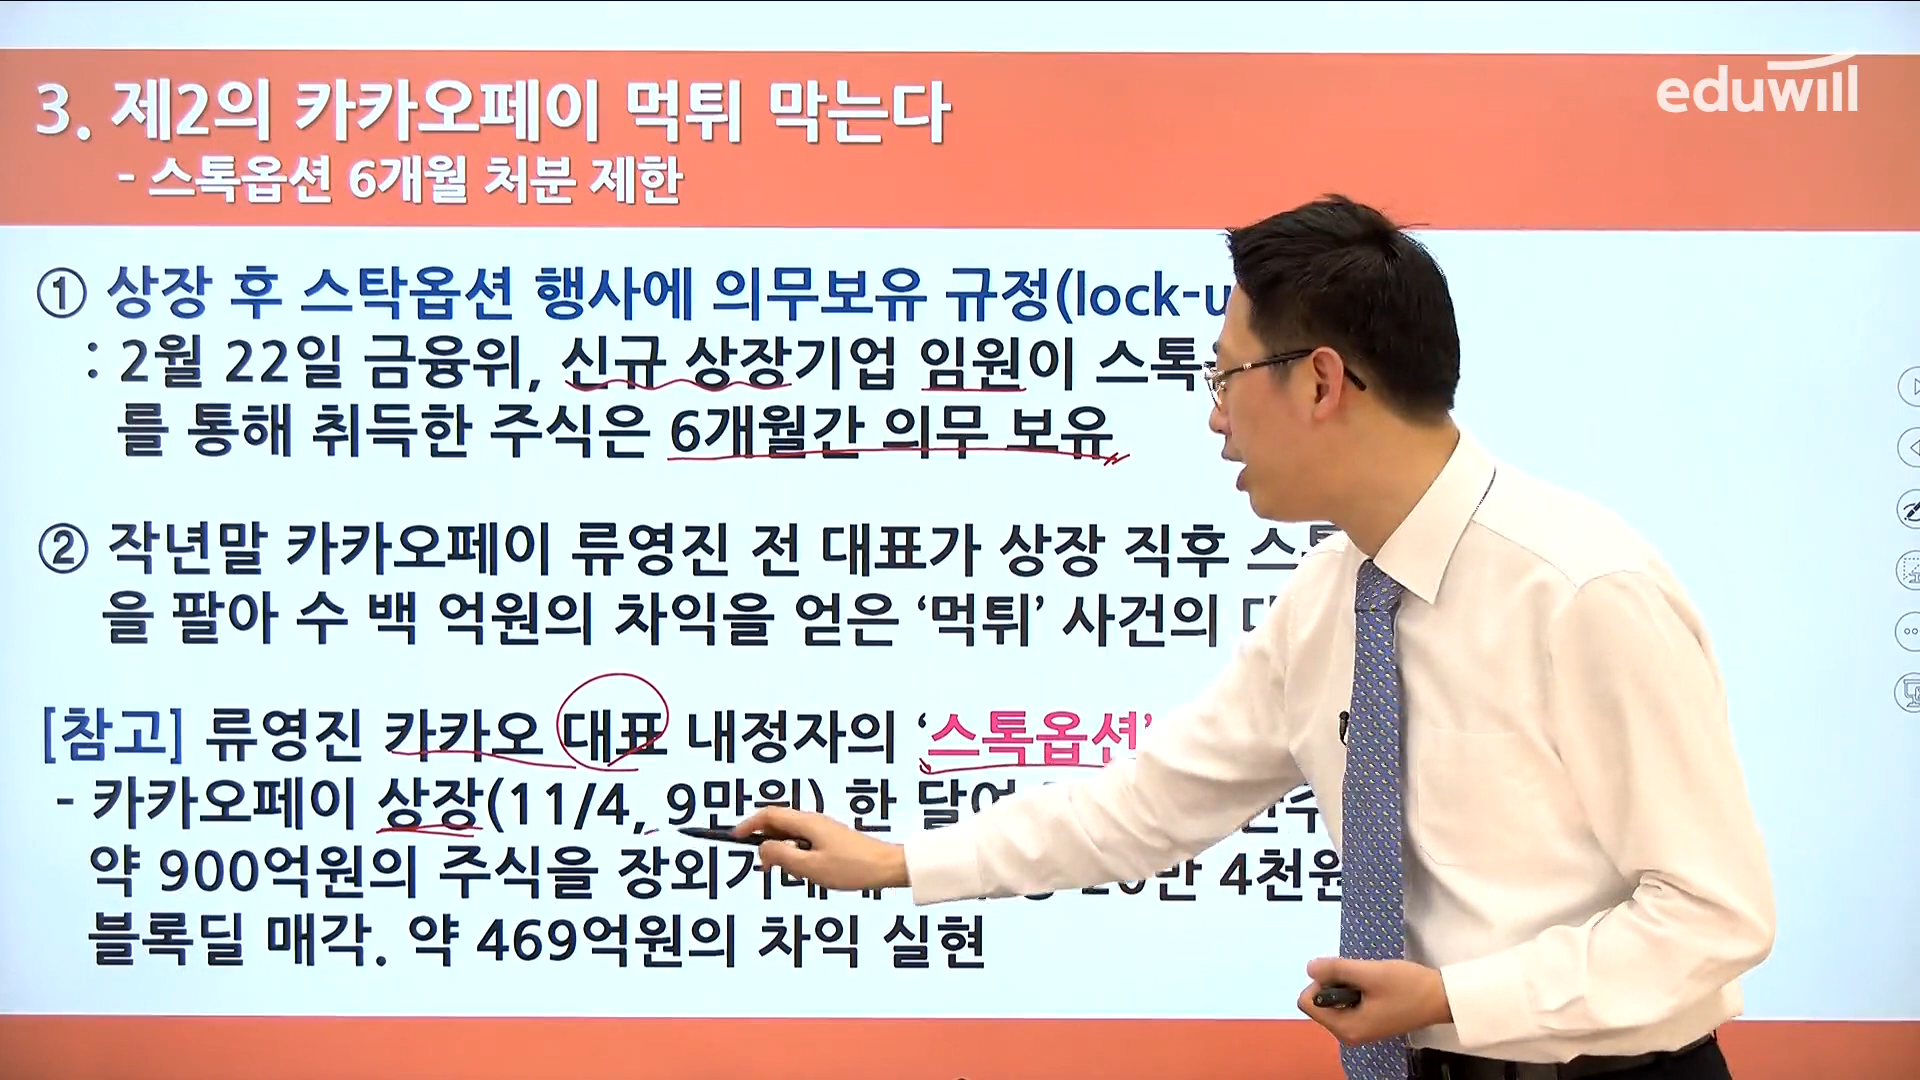 eduwill
3. 제2의 카카오페이 먹튀 막는다
- 스톡옵션 6개월 처분 제한
① 상장 후 스탁옵션 행사에 의무보유 규정(lock-u
: 2월 22일 금융위, 신규 상장기업 임원이 스톡
를 통해 취득한 주식은 6개월간 의무 보유
② 작년말 카카오페이 류영진 전 대표가 상장 직후
을 팔아 수 백 억원의 차익을 얻은 ‘먹튀’ 사건의
[참고] 류영진 카카오 대표 내정자의 ‘스톡옵션’
- 카카오페이 상장(11/4, 9만원) 한
약 900억원의 주식을 4천원
블록딜 매각. 약 469억원의 차익 실현